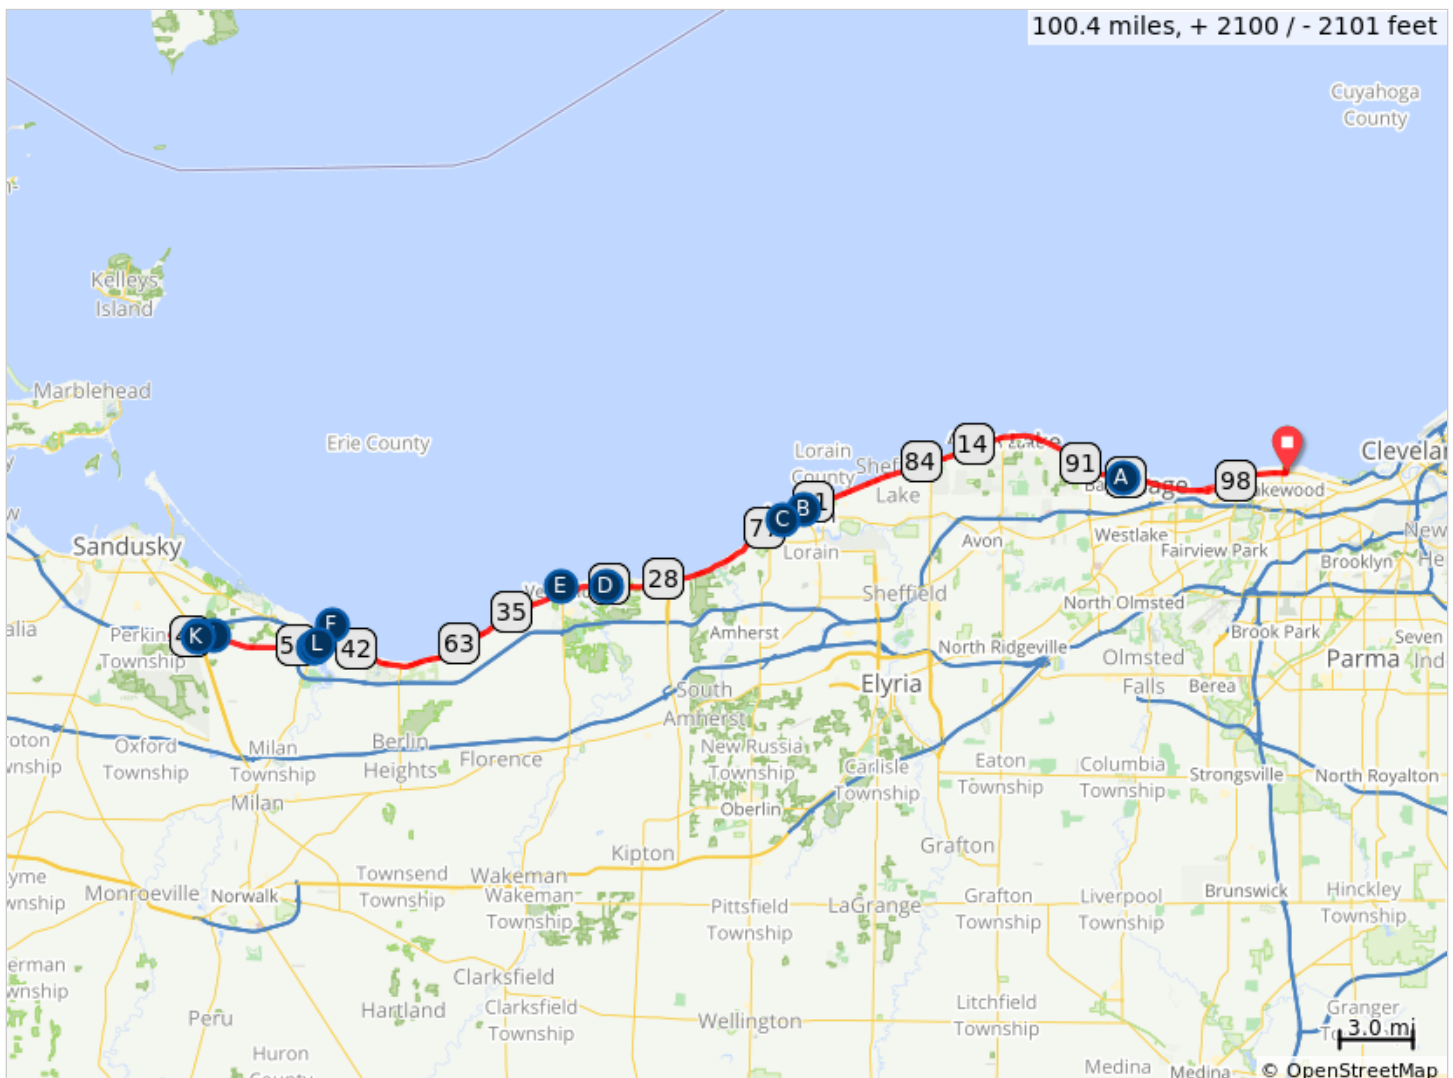 100.4 miles, + 2100 / - 2101 feet
Cuyahoga
County
Kelleys
Island
Marblehead
Erie County
Lorain
County
Lake
14
84
91
A
98
Lakewood
B
C
Lorain
Sandusky
Avon
Westlake
Fairview Park
Brooklyn
E
D
28
35
Sheffield
North Olmsted
F
K
L
42
63
Perkins
Township
Amherst
North Ridgeville
Brook Park
Seven
Olmsted
Falls
Parma
Berea
Elyria
South
Amherst
Oxford
Township
Milan
Township
Berlin
Heights
Florence
New Russia
Township
Carlisle
Township
Eaton
Township
Columbia
Township
Strongsville
North Royalton
Milan
Oberlin
Kipton
Grafton
Monroeville
Norwalk
Townsend
Township
Wakeman
Wakeman
Township
Pittsfield
Township
LaGrange
Grafton
Township
Liverpool
Township
Brunswick
Hinckley
Township
Clarksfield
Clarksfield
Township
Hartland
Peru
Wellington
Litchfield
Township
Granger
3.0 mi
Huron
County
Medina
Medina
© OpenStreetMap